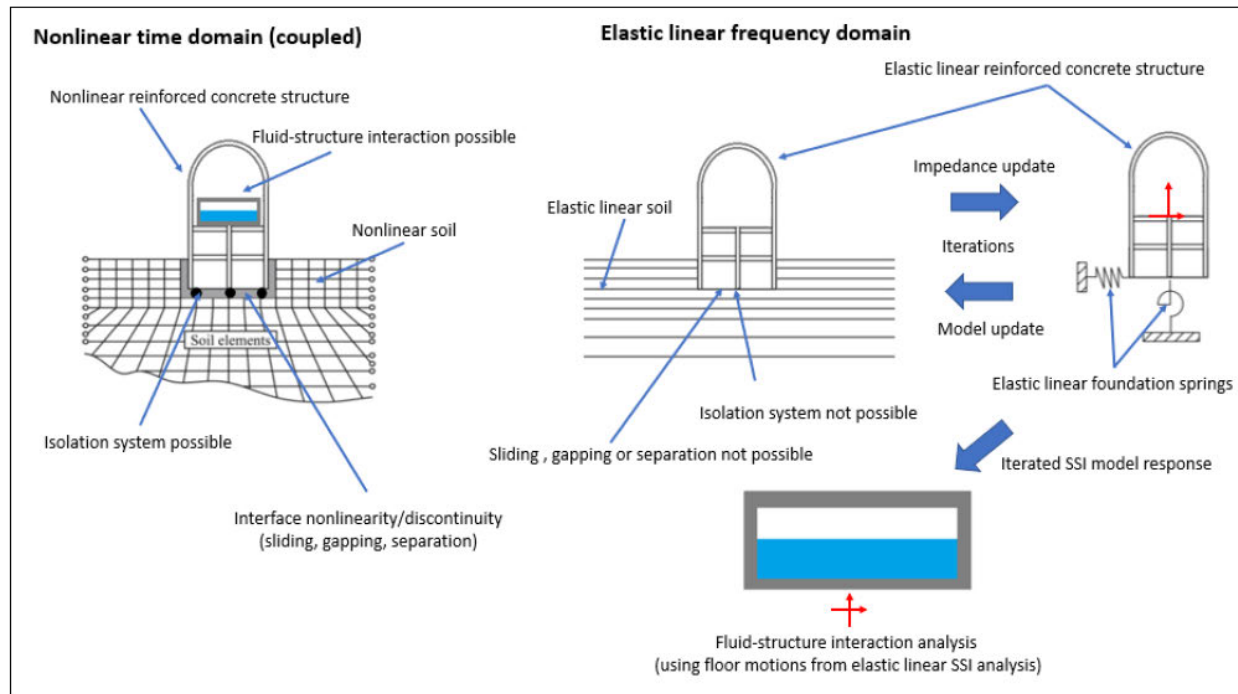 Nonlinear time domain (coupled)
Nonlinear reinforced concrete structure
Fluid-structure interaction possible
Nonlinear soil
Soil elements
Isolation system possible
Interface nonlinearity/discontinuity
(sliding, gapping, separation)
Elastic linear frequency domain
Elastic linear reinforced concrete structure
Impedance update
Elastic linear soil
Iterations
Model update
Elastic linear foundation springs
Isolation system not possible
Sliding , gapping or separation not possible
Iterated SSI model response
Fluid-structure interaction analysis
(using floor motions from elastic linear SSI analysis)